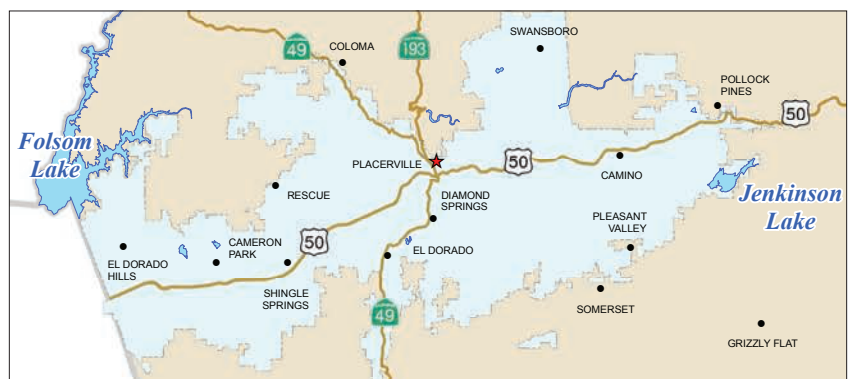 49
193
COLOMA
SWANSBORO
POLLOCK
PINES
50
Folsom
Lake
PLACERVILLE
50
CAMINO
RESCUE
DIAMOND
SPRINGS
Jenkinson
Lake
PLEASANT
VALLEY
50
EL DORADO
HILLS
CAMERON
PARK
EL DORADO
SHINGLE
SPRINGS
49
SOMERSET
GRIZZLY FLAT